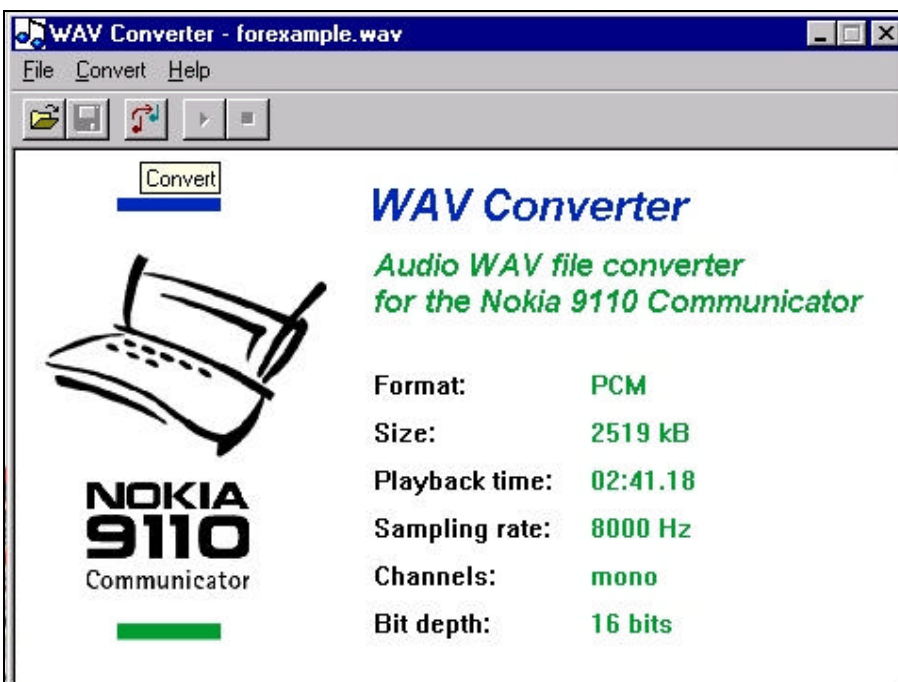 WAV Converter - forexample.wav
File Convert Help
Convert
WAV Converter
Audio WAV file converter
for the Nokia 9110 Communicator
Format: PCM
Size: 2519 kB
Playback time: 02:41.18
Sampling rate: 8000 Hz
Channels: mono
Bit depth: 16 bits
NOKIA
9110
Communicator